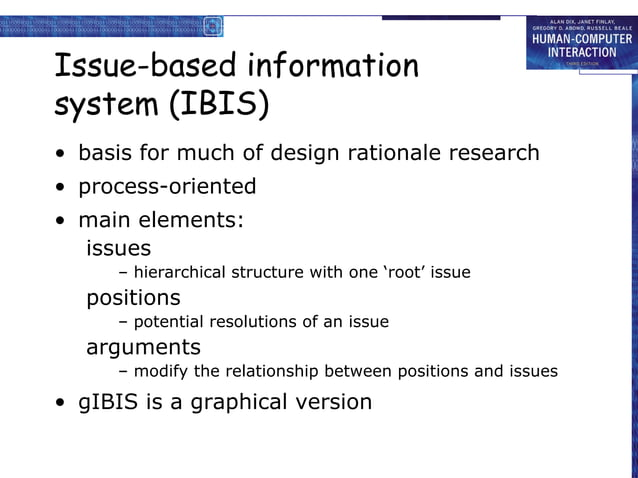 ALAN DIX, JANET FINLAY,
GREGORY D. ABOWD, RUSSELL BEALE
HUMAN-COMPUTER
INTERACTION
THIRD EDITION
Issue-based information
system (IBIS)
• basis for much of design rationale research
• process-oriented
• main elements:
issues
– hierarchical structure with one ‘root’ issue
positions
– potential resolutions of an issue
arguments
– modify the relationship between positions and issues
• gIBIS is a graphical version